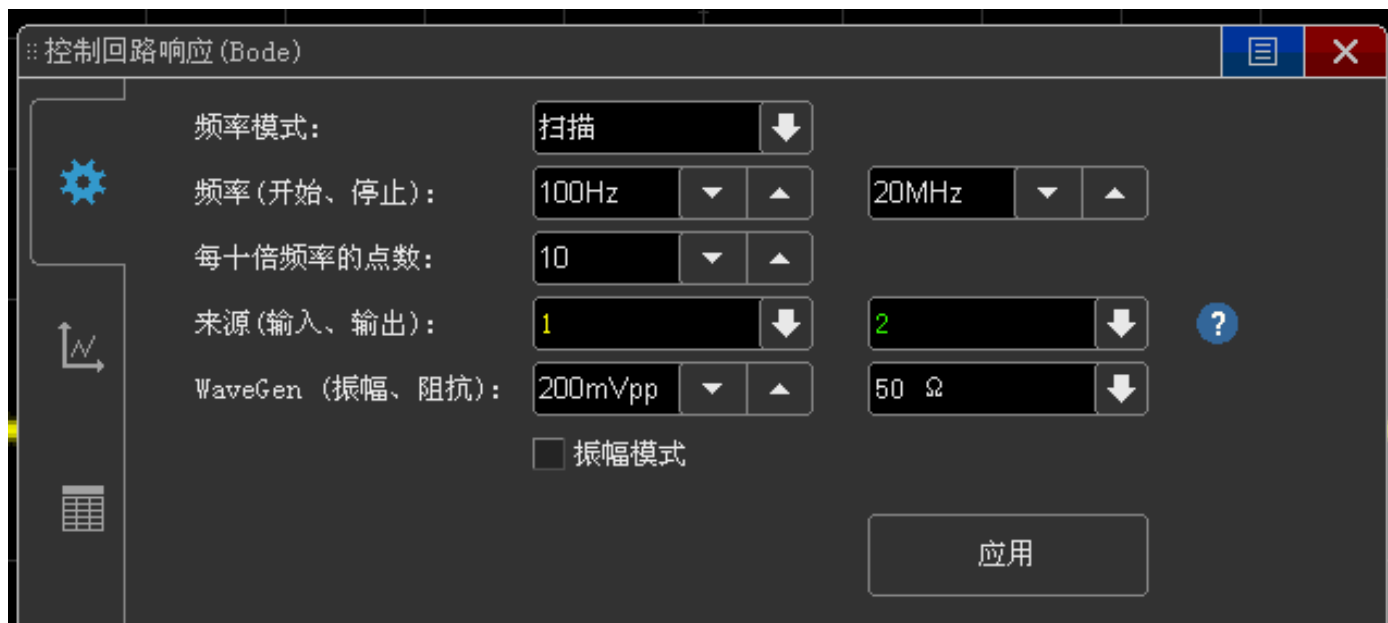 控制回路响应(Bode)
频率模式: 扫描
频率(开始、停止): 100Hz 20MHz
每十倍频率的点数: 10
来源(输入、输出): 1 2 ?
WaveGen (振幅、阻抗): 200mVpp 50 Ω
振幅模式
应用